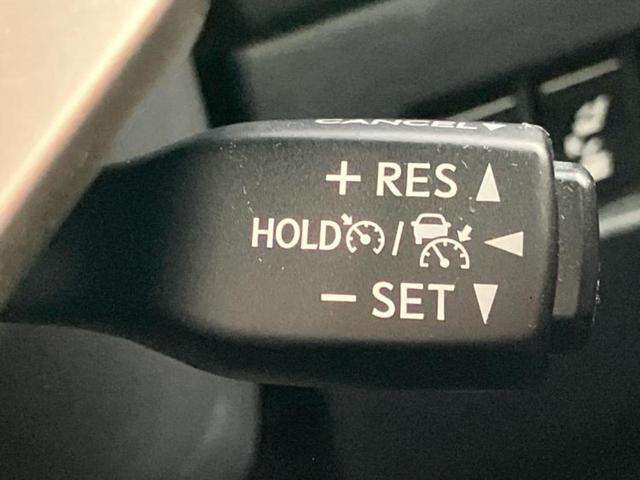 CANCEL
+ RES
HOLD /
- SET